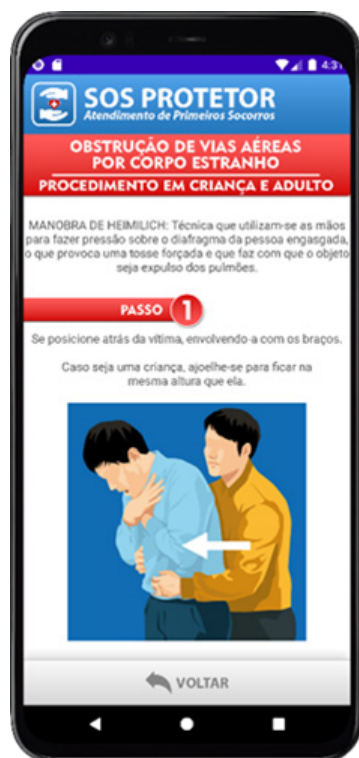 4:31
SOS PROTETOR
Atendimento de Primeiros Socorros
OBSTRUÇÃO DE VIAS AÉREAS
POR CORPO ESTRANHO
PROCEDIMENTO EM CRIANÇA E ADULTO
MANOBRA DE HEIMILICH: Técnica que utilizam-se as mãos
para fazer pressão sobre o diafragma da pessoa engasgada,
o que provoca uma tosse forçada e que faz com que o objeto
seja expulso dos pulmões.
PASSO 1
Se posicione atrás da vítima, envolvendo-a com os braços.
Caso seja uma criança, ajoelhe-se para ficar na
mesma altura que ela.
VOLTAR